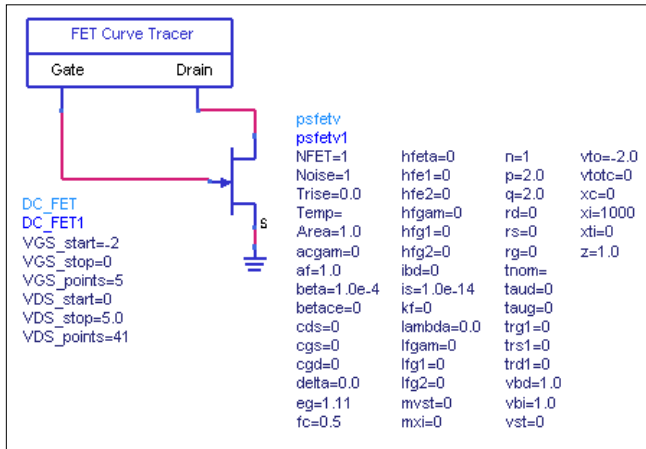 FET Curve Tracer
Gate Drain
S
DC_FET
DC_FET1
VGS_start=-2
VGS_stop=0
VGS_points=5
VDS_start=0
VDS_stop=5.0
VDS_points=41
psfetv
psfetv1
NFET=1 hfeta=0 n=1 vto=-2.0
Noise=1 hfe1=0 p=2.0 vtotc=0
Trise=0.0 hfe2=0 q=2.0 xc=0
Temp= hfgam=0 rd=0 xi=1000
Area=1.0 hfg1=0 rs=0 xti=0
acgam=0 hfg2=0 rg=0 z=1.0
af=1.0 ibd=0 tnom=
beta=1.0e-4 is=1.0e-14 taud=0
betace=0 kf=0 taug=0
cds=0 lambda=0.0 trg1=0
cgs=0 lfgam=0 trs1=0
cgd=0 lfg1=0 trd1=0
delta=0.0 lfg2=0 vbd=1.0
eg=1.11 mvst=0 vbi=1.0
fc=0.5 mxi=0 vst=0